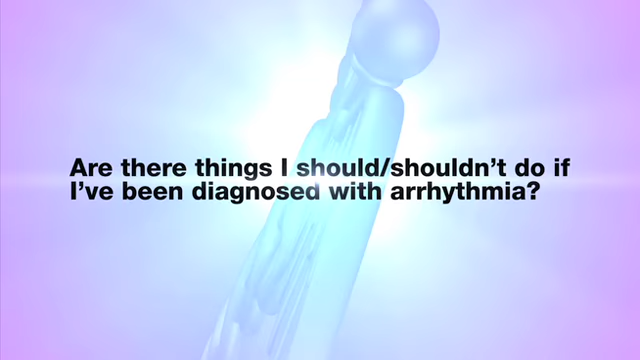 Are there things I should/shouldn’t do if
I’ve been diagnosed with arrhythmia?